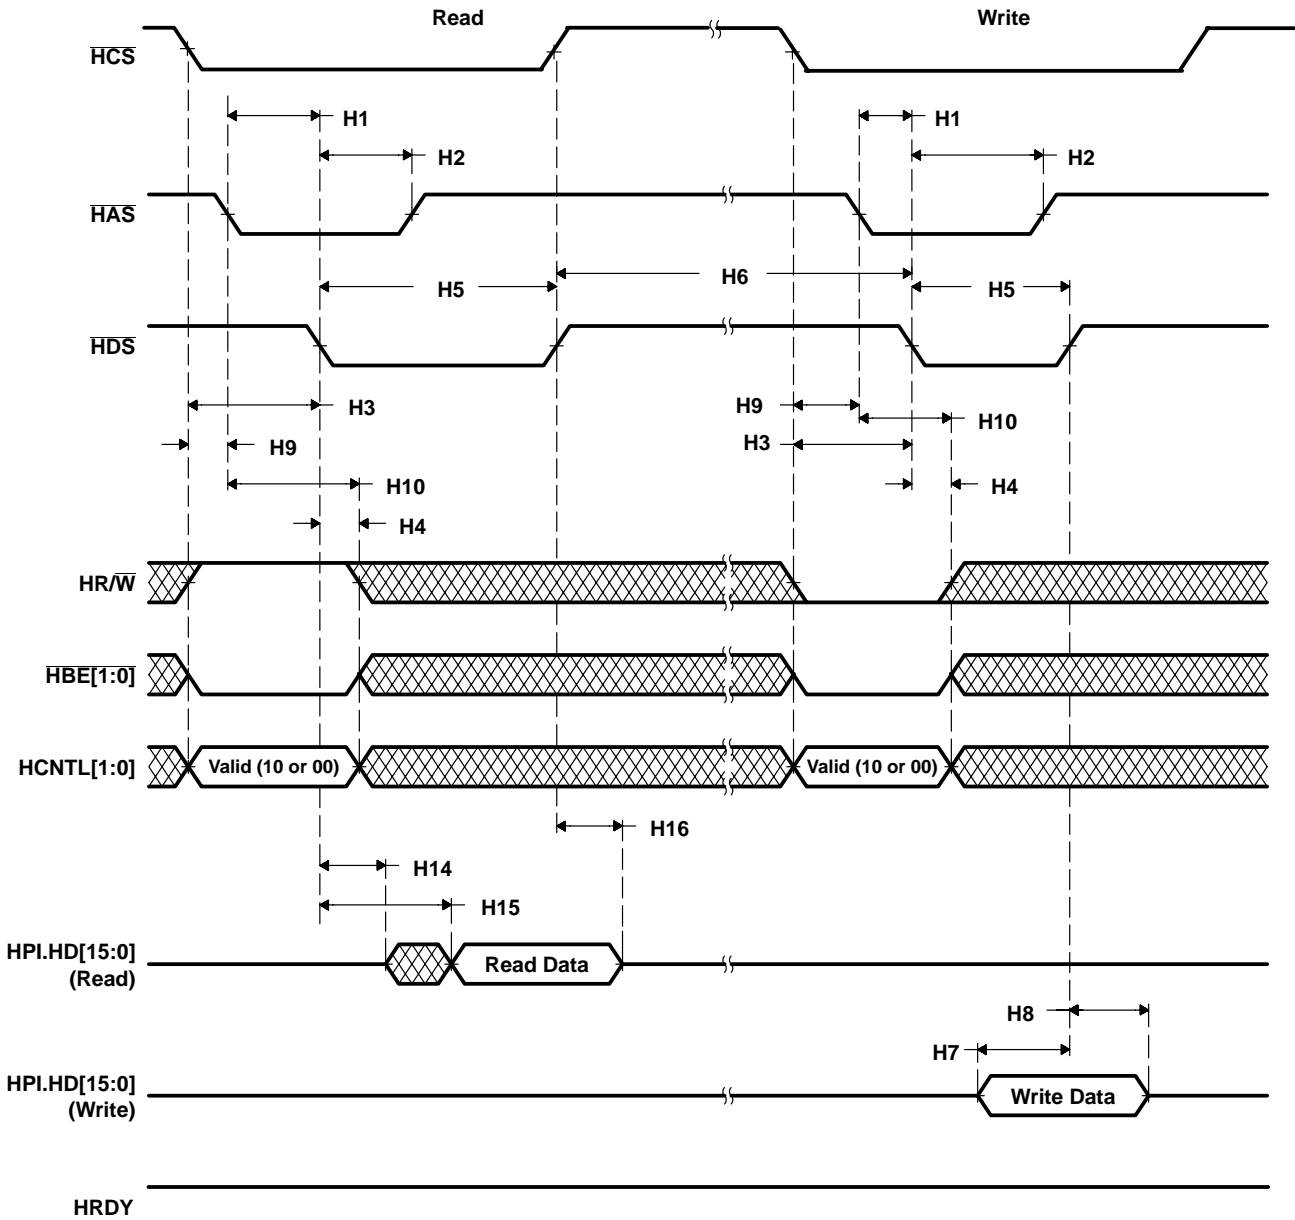 Read Write
HCS
H1 H1
H2 H2
HAS
H6
H5 H5
HDS
H3 H9
H10
H9 H3
H10 H4
H4
HR/W
HBE[1:0]
HCNTL[1:0] Valid (10 or 00) Valid (10 or 00)
H16
H14
H15
HPI.HD[15:0]
(Read)
Read Data
H8
H7
HPI.HD[15:0]
(Write)
Write Data
HRDY